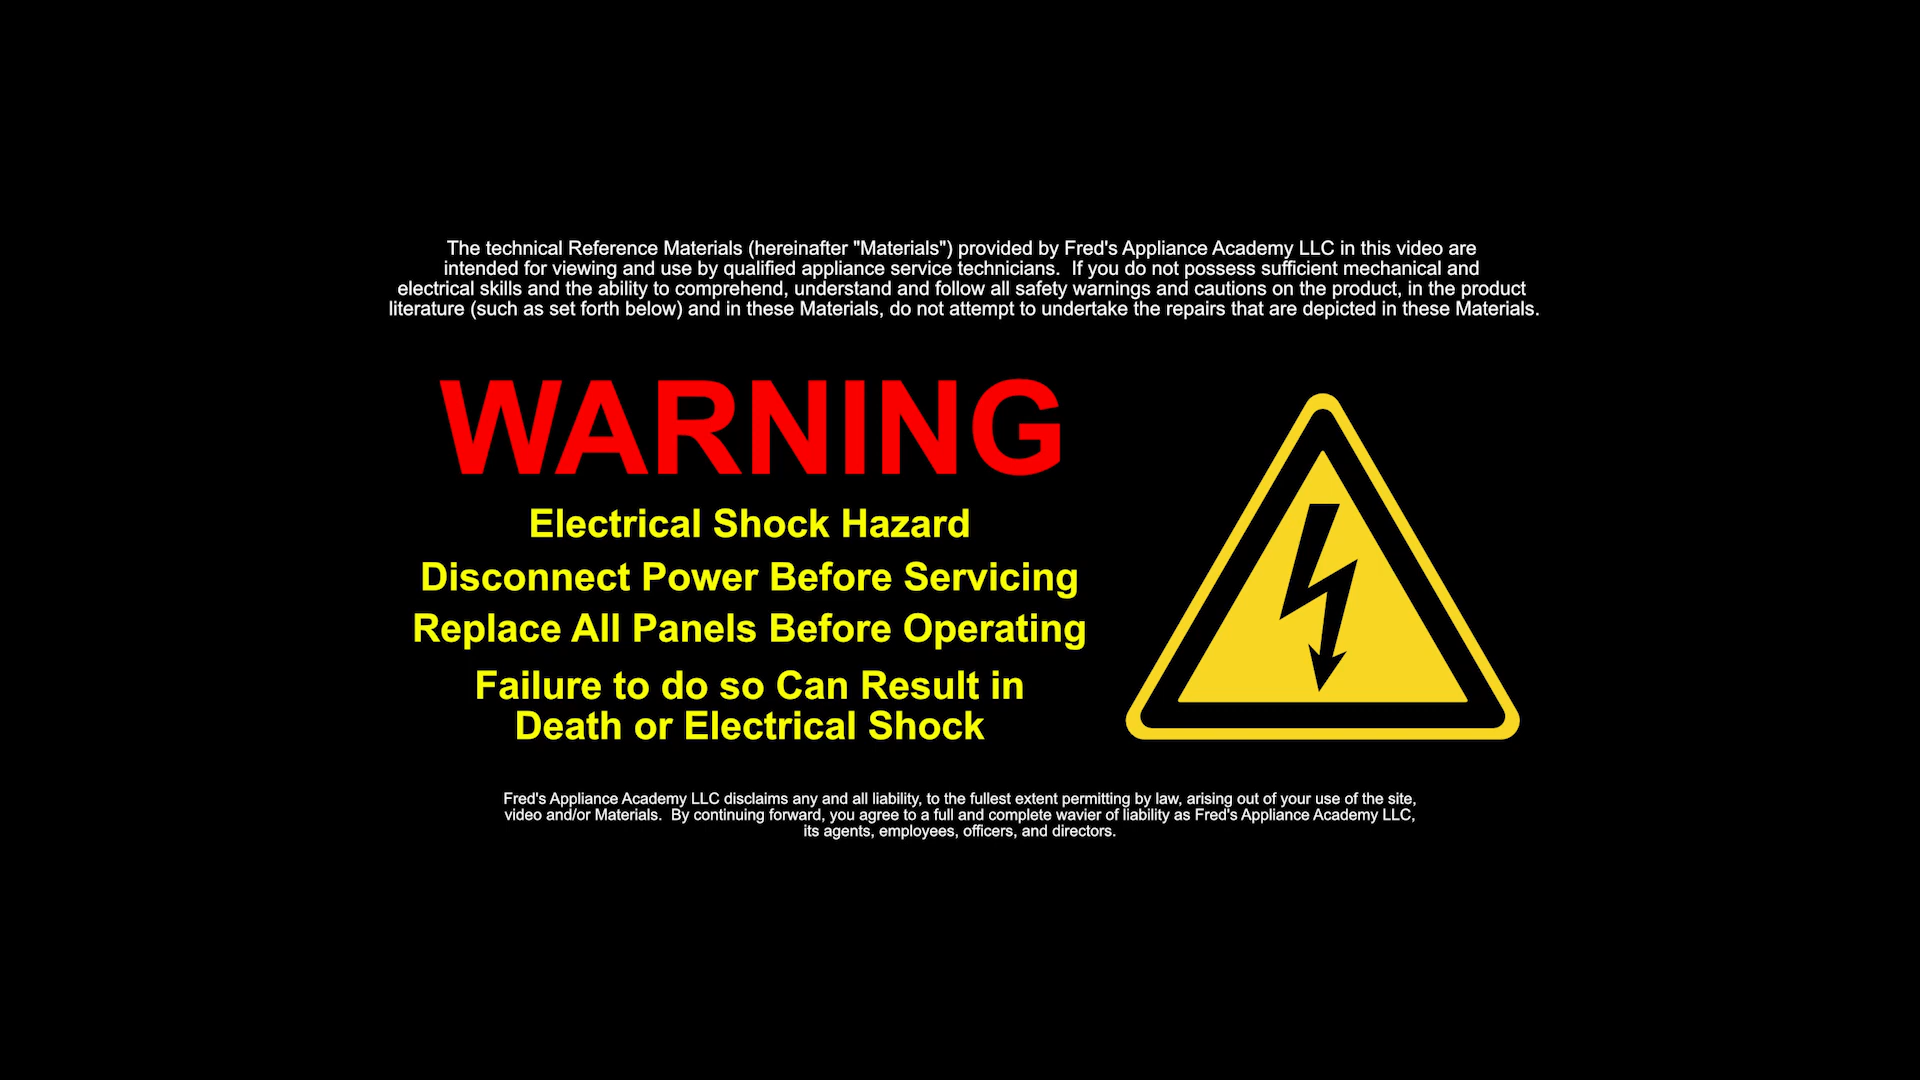 The technical Reference Materials (hereinafter "Materials") provided by Fred's Appliance Academy LLC in this video are
intended for viewing and use by qualified appliance service technicians.  If you do not possess sufficient mechanical and
electrical skills and the ability to comprehend, understand and follow all safety warnings and cautions on the product, in the product
literature (such as set forth below) and in these Materials, do not attempt to undertake the repairs that are depicted in these Materials.
WARNING
Electrical Shock Hazard
Disconnect Power Before Servicing
Replace All Panels Before Operating
Failure to do so Can Result in
Death or Electrical Shock
Fred's Appliance Academy LLC disclaims any and all liability, to the fullest extent permitting by law, arising out of your use of the site,
video and/or Materials.  By continuing forward, you agree to a full and complete wavier of liability as Fred's Appliance Academy LLC,
its agents, employees, officers, and directors.